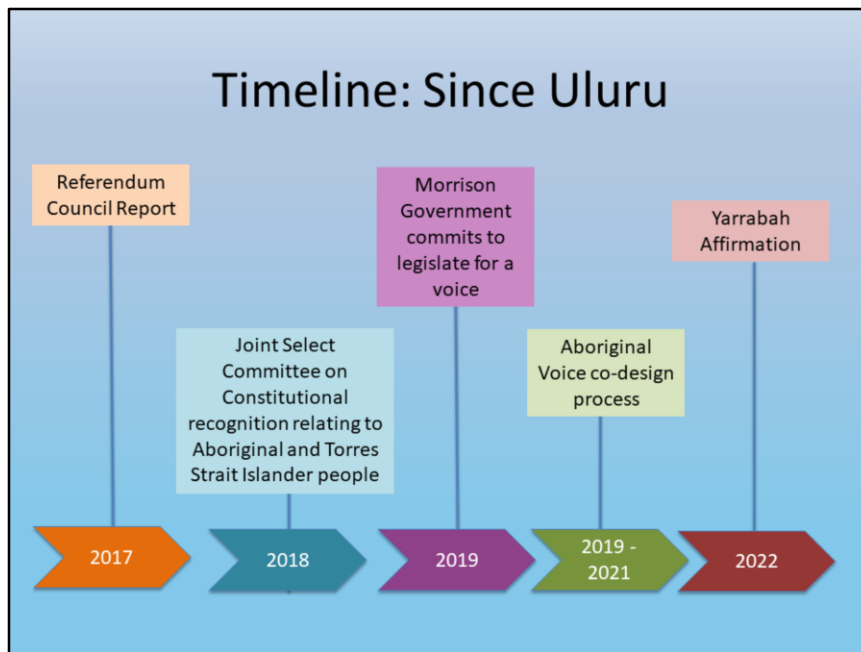 Timeline: Since Uluru
Referendum
Council Report
Joint Select
Committee on
Constitutional
recognition relating to
Aboriginal and Torres
Strait Islander people
Morrison
Government
commits to
legislate for a
voice
Aboriginal
Voice co-design
process
Yarrabah
Affirmation
2017
2018
2019
2019 -
2021
2022